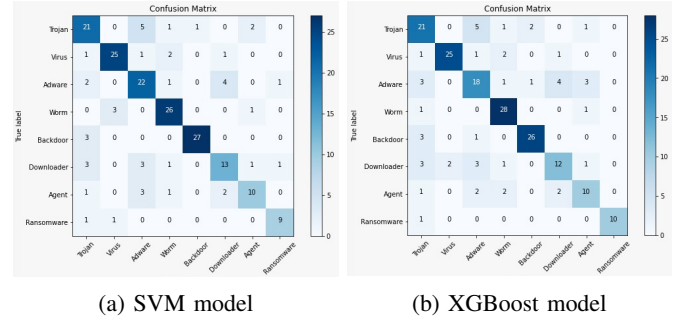 Confusion Matrix
True label
Trojan 21 0 5 1 0 0 2 0
Virus 1 25 1 2 0 1 0 0
Adware 2 0 22 1 0 4 0 1
Worm 0 3 0 26 0 0 1 0
Backdoor 3 0 0 0 27 0 0 0
Downloader 3 0 3 1 0 13 1 1
Agent 1 0 3 1 0 2 10 0
Ransomware 1 1 0 0 0 0 0 9
Trojan Virus Adware Worm Backdoor Downloader Agent Ransomware
25
20
15
10
5
0
(a) SVM model
Confusion Matrix
True label
Trojan 21 0 5 1 2 0 1 0
Virus 1 25 0 2 0 1 0 0
Adware 3 0 18 1 1 4 3 0
Worm 1 0 0 28 0 0 1 0
Backdoor 3 0 1 0 26 0 0 0
Downloader 3 2 3 1 0 12 1 0
Agent 1 0 2 2 0 2 10 0
Ransomware 1 0 0 0 0 0 0 10
Trojan Virus Adware Worm Backdoor Downloader Agent Ransomware
25
20
15
10
5
0
(b) XGBoost model